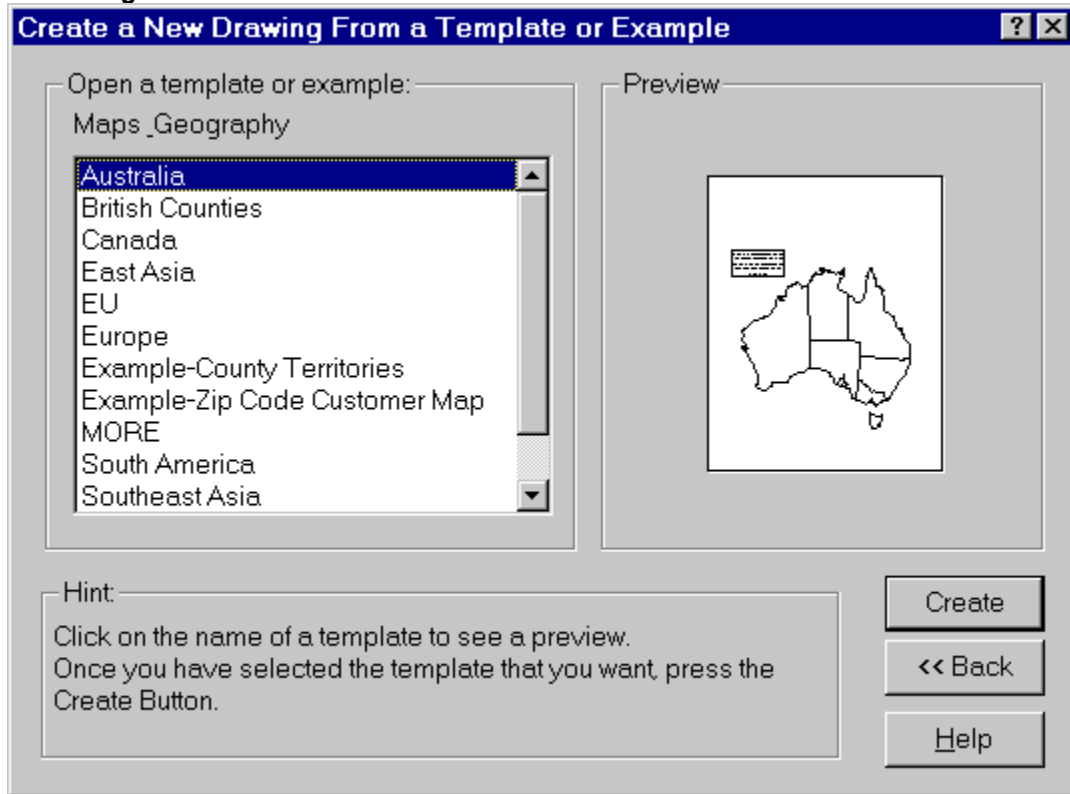 Create a New Drawing From a Template or Example
Open a template or example:
Maps_Geography
Australia
British Counties
Canada
East Asia
EU
Europe
Example-County Territories
Example-Zip Code Customer Map
MORE
South America
Southeast Asia
Preview
Hint:
Click on the name of a template to see a preview.
Once you have selected the template that you want, press the
Create Button.
Create
<< Back
Help